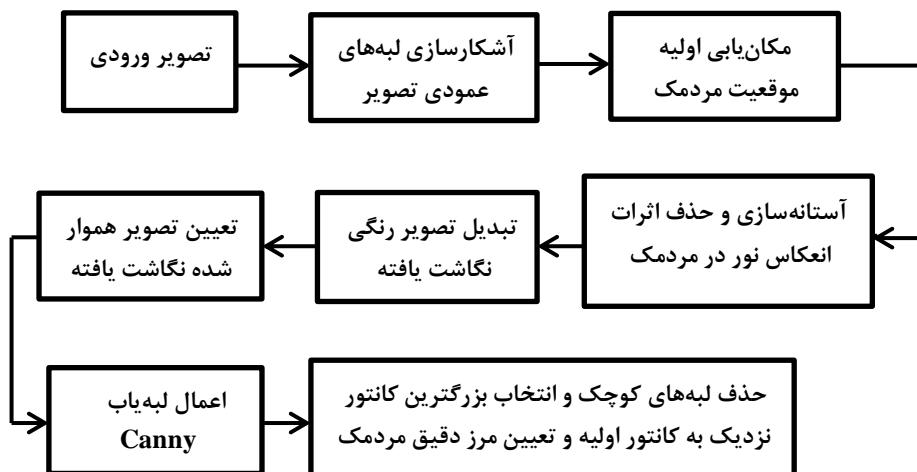 تصویر ورودی
آشکارسازی لبه‌های
عمودی تصویر
مکان‌یابی اولیه
موقعیت مردمک
آستانه‌سازی و حذف اثرات
انعکاس نور در مردمک
تبدیل تصویر رنگی
نگاشت یافته
تعیین تصویر هموار
شده نگاشت یافته
اعمال لبه‌یاب
Canny
حذف لبه‌های کوچک و انتخاب بزرگترین کانتور
نزدیک به کانتور اولیه و تعیین مرز دقیق مردمک